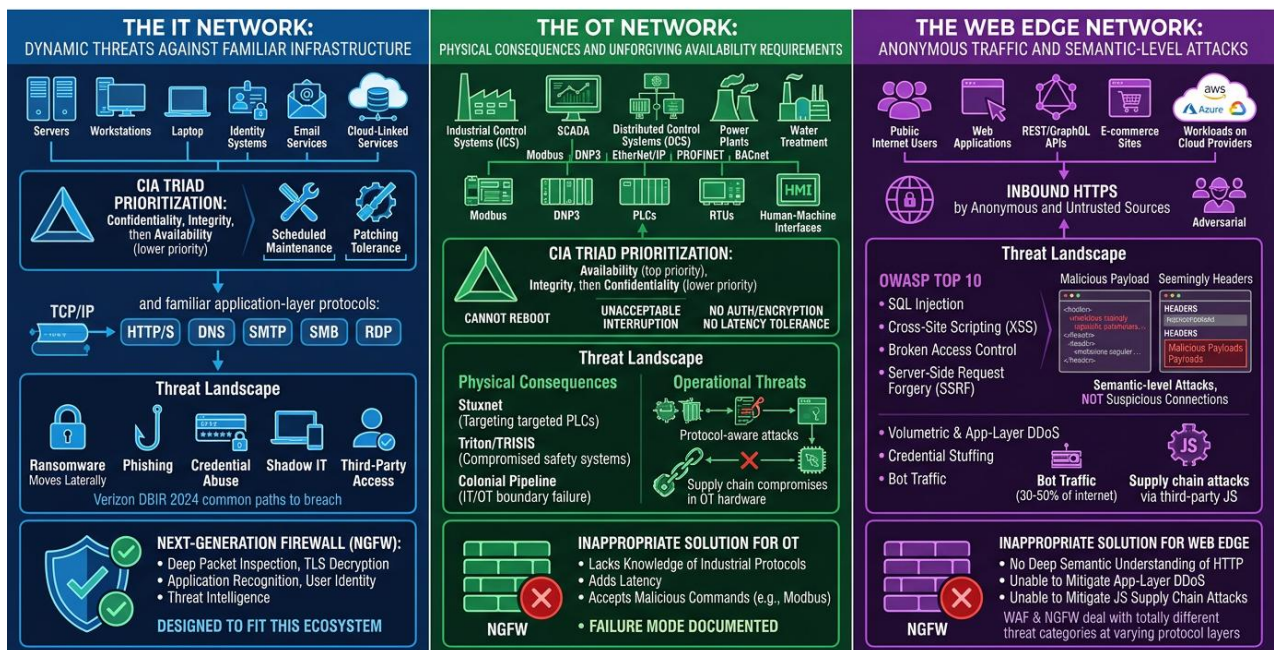 THE IT NETWORK:
DYNAMIC THREATS AGAINST FAMILIAR INFRASTRUCTURE
Servers
Workstations
Laptop
Identity
Systems
Email
Services
Cloud-Linked
Services
CIA TRIAD
PRIORITIZATION:
Confidentiality, Integrity,
then Availability
(lower priority)
Scheduled
Maintenance
Patching
Tolerance
TCP/IP
and familiar application-layer protocols:
HTTP/S
DNS
SMTP
SMB
RDP
Threat Landscape
Ransomware
Moves Laterally
Phishing
Credential
Abuse
Shadow IT
Third-Party
Access
Verizon DBIR 2024 common paths to breach
NEXT-GENERATION FIREWALL (NGFW):
• Deep Packet Inspection, TLS Decryption
• Application Recognition, User Identity
• Threat Intelligence
DESIGNED TO FIT THIS ECOSYSTEM
THE OT NETWORK:
PHYSICAL CONSEQUENCES AND UNFORGIVING AVAILABILITY REQUIREMENTS
Industrial Control
Systems (ICS)
SCADA
Distributed Control
Systems (DCS)
Power
Plants
Water
Treatment
Modbus DNP3 EtherNet/IP PROFINET BACnet
Modbus
DNP3
PLCs
RTUs
HMI
Human-Machine
Interfaces
CIA TRIAD PRIORITIZATION:
Availability (top priority),
Integrity, then Confidentiality (lower priority)
CANNOT REBOOT
UNACCEPTABLE
INTERRUPTION
NO AUTH/ENCRYPTION
NO LATENCY TOLERANCE
Threat Landscape
Physical Consequences
Stuxnet
(Targeting targeted PLCs)
Triton/TRISIS
(Compromised safety systems)
Colonial Pipeline
(IT/OT boundary failure)
Operational Threats
Protocol-aware attacks
Supply chain compromises
in OT hardware
NGFW
INAPPROPRIATE SOLUTION FOR OT
• Lacks Knowledge of Industrial Protocols
• Adds Latency
• Accepts Malicious Commands (e.g., Modbus)
• FAILURE MODE DOCUMENTED
THE WEB EDGE NETWORK:
ANONYMOUS TRAFFIC AND SEMANTIC-LEVEL ATTACKS
Public
Internet Users
Web
Applications
REST/GraphQL
APIs
E-commerce
Sites
aws
Azure
Workloads on
Cloud Providers
INBOUND HTTPS
by Anonymous and Untrusted Sources
Adversarial
Threat Landscape
OWASP TOP 10
• SQL Injection
• Cross-Site Scripting (XSS)
• Broken Access Control
• Server-Side Request
Forgery (SSRF)
Malicious Payload
Seemingly Headers
HEADERS
HEADERS
Malicious Payloads
Payroads
Semantic-level Attacks,
NOT Suspicious Connections
• Volumetric & App-Layer DDoS
• Credential Stuffing
• Bot Traffic
Bot Traffic
(30-50% of internet)
JS
Supply chain attacks
via third-party JS
NGFW
INAPPROPRIATE SOLUTION FOR WEB EDGE
• No Deep Semantic Understanding of HTTP
• Unable to Mitigate App-Layer DDoS
• Unable to Mitigate JS Supply Chain Attacks
WAF & NGFW deal with totally different
threat categories at varying protocol layers